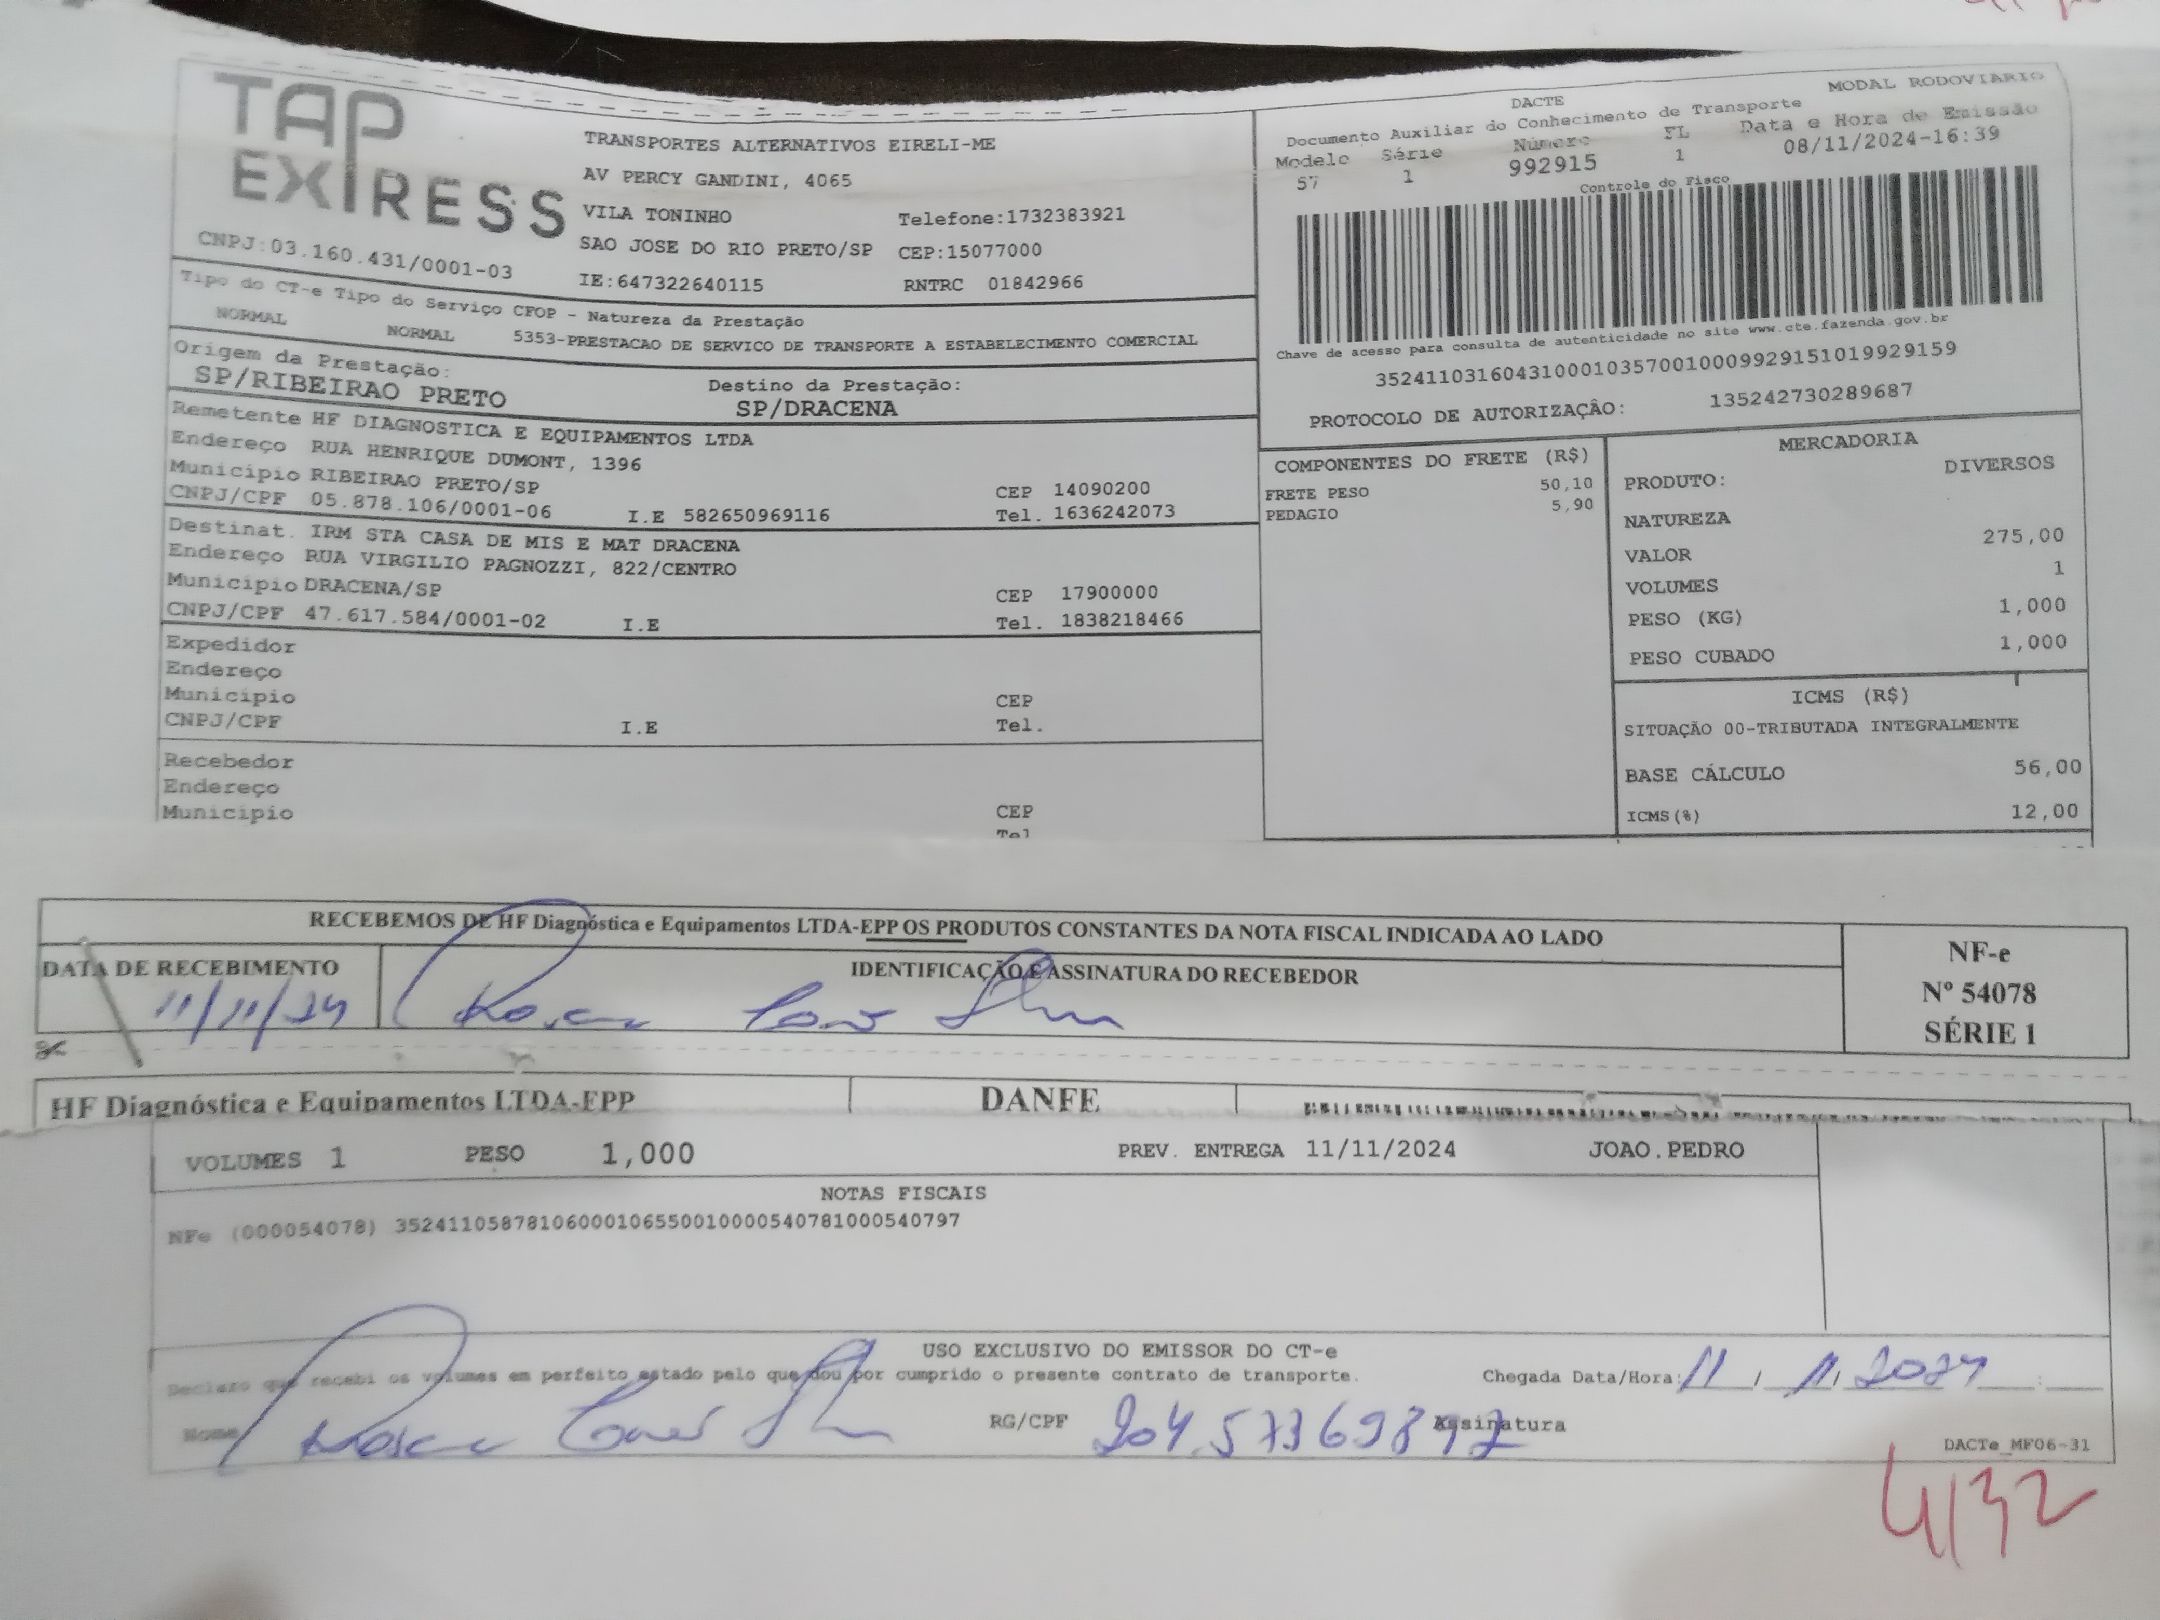 TAP
EXPRESS
CNPJ:03.160.431/0001-03
TRANSPORTES ALTERNATIVOS EIRELI-ME
AV PERCY GANDINI, 4065
VILA TONINHO Telefone:1732383921
SAO JOSE DO RIO PRETO/SP CEP:15077000
IE:647322640115 RNTRC 01842966
DACTE MODAL RODOVIARIO
Documento Auxiliar do Conhecimento de Transporte
Modelo Série Número FL Data e Hora de Emissão
57 1 992915 1 08/11/2024-16:39
Controle do Fisco
Chave de acesso para consulta de autenticidade no site www.cte.fazenda.gov.br
35241103160431000103570010009929151019929159
PROTOCOLO DE AUTORIZAÇÃO: 135242730289687
Tipo do CT-e Tipo do Serviço CFOP - Natureza da Prestação
NORMAL NORMAL 5353-PRESTACAO DE SERVICO DE TRANSPORTE A ESTABELECIMENTO COMERCIAL
Origem da Prestação: Destino da Prestação:
SP/RIBEIRAO PRETO SP/DRACENA
Remetente HF DIAGNOSTICA E EQUIPAMENTOS LTDA
Endereço RUA HENRIQUE DUMONT, 1396
Município RIBEIRAO PRETO/SP CEP 14090200
CNPJ/CPF 05.878.106/0001-06 I.E 582650969116 Tel. 1636242073
Destinat. IRM STA CASA DE MIS E MAT DRACENA
Endereço RUA VIRGILIO PAGNOZZI, 822/CENTRO
Município DRACENA/SP CEP 17900000
CNPJ/CPF 47.617.584/0001-02 I.E Tel. 1838218466
Expedidor
Endereço
Município CEP
CNPJ/CPF I.E Tel.
Recebedor
Endereço
Município CEP
Tel
COMPONENTES DO FRETE (R$)
FRETE PESO 50,10
PEDAGIO 5,90
MERCADORIA
PRODUTO: DIVERSOS
NATUREZA
VALOR 275,00
VOLUMES 1
PESO (KG) 1,000
PESO CUBADO 1,000
ICMS (R$)
SITUAÇÃO 00-TRIBUTADA INTEGRALMENTE
BASE CÁLCULO 56,00
ICMS(%) 12,00
RECEBEMOS DE HF Diagnóstica e Equipamentos LTDA-EPP OS PRODUTOS CONSTANTES DA NOTA FISCAL INDICADA AO LADO
DATA DE RECEBIMENTO IDENTIFICAÇÃO E ASSINATURA DO RECEBEDOR
11/11/24
NF-e
Nº 54078
SÉRIE 1
HF Diagnóstica e Equipamentos LTDA-EPP DANFE
VOLUMES 1 PESO 1,000 PREV. ENTREGA 11/11/2024 JOAO.PEDRO
NOTAS FISCAIS
NFe (000054078) 35241105878106000106550010000540781000540797
USO EXCLUSIVO DO EMISSOR DO CT-e
Declaro que recebi os volumes em perfeito estado pelo que dou por cumprido o presente contrato de transporte. Chegada Data/Hora: 11 / 11 / 2024 :
Nome RG/CPF Assinatura
DACTe_MF06-31
4132